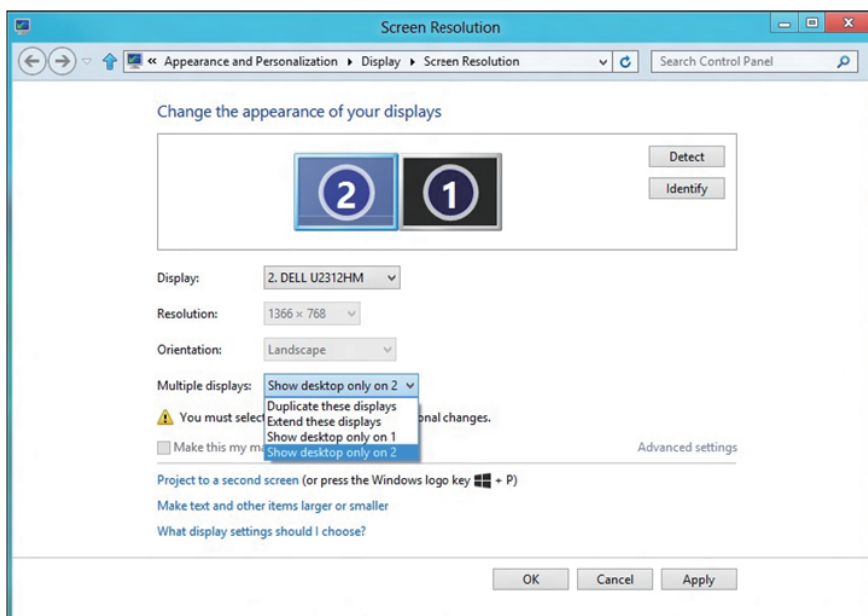 Screen Resolution
« Appearance and Personalization ▸ Display ▸ Screen Resolution
Search Control Panel
Change the appearance of your displays
2
1
Detect
Identify
Display: 2. DELL U2312HM
Resolution: 1366 × 768
Orientation: Landscape
Multiple displays: Show desktop only on 2
Duplicate these displays
Extend these displays
Show desktop only on 1
Show desktop only on 2
You must select onal changes.
Make this my ma
Advanced settings
Project to a second screen (or press the Windows logo key + P)
Make text and other items larger or smaller
What display settings should I choose?
OK Cancel Apply